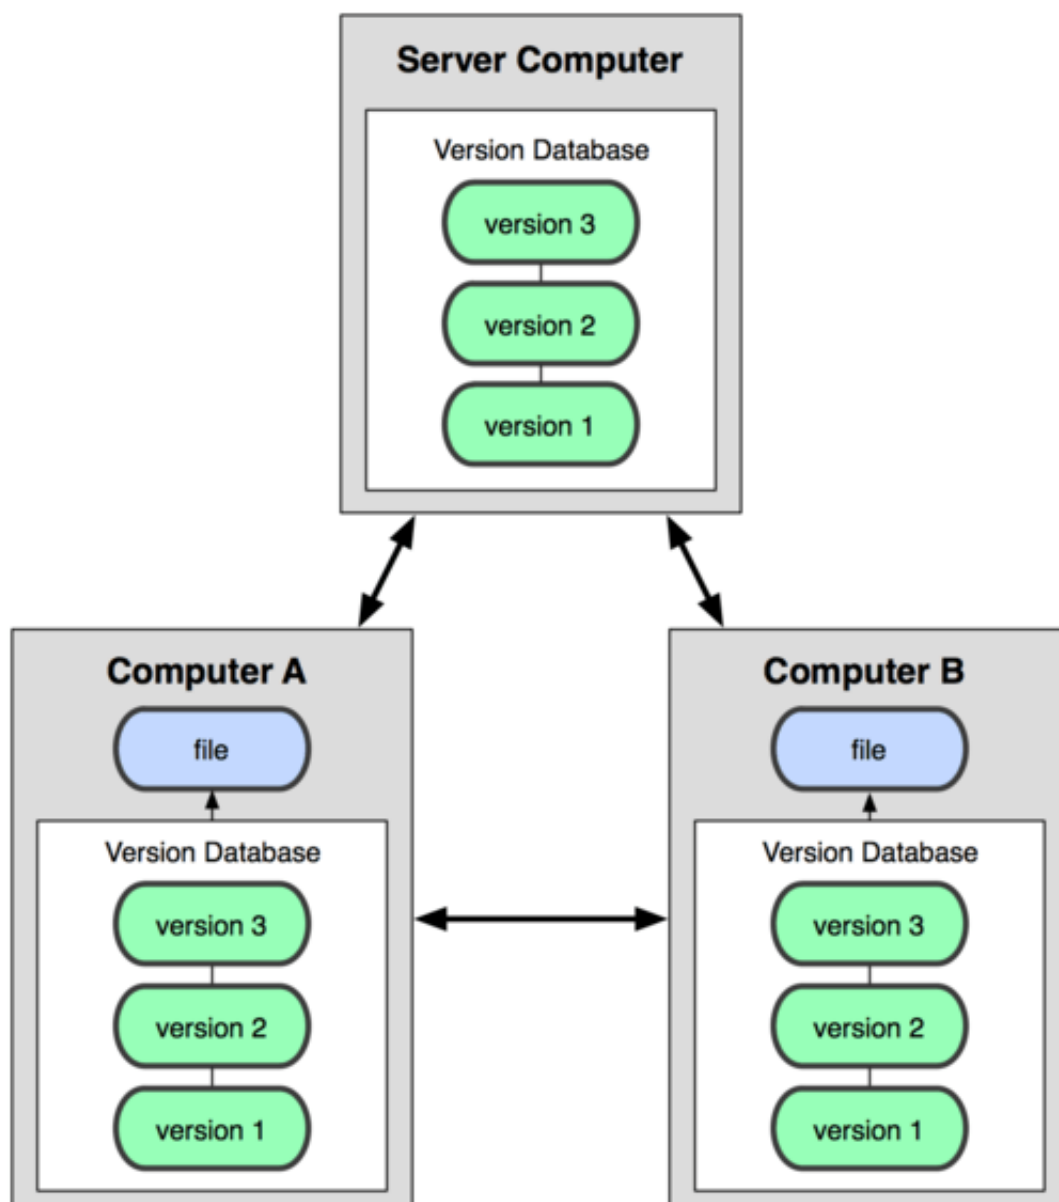 Server Computer
Version Database
version 3
version 2
version 1
Computer A
file
Version Database
version 3
version 2
version 1
Computer B
file
Version Database
version 3
version 2
version 1